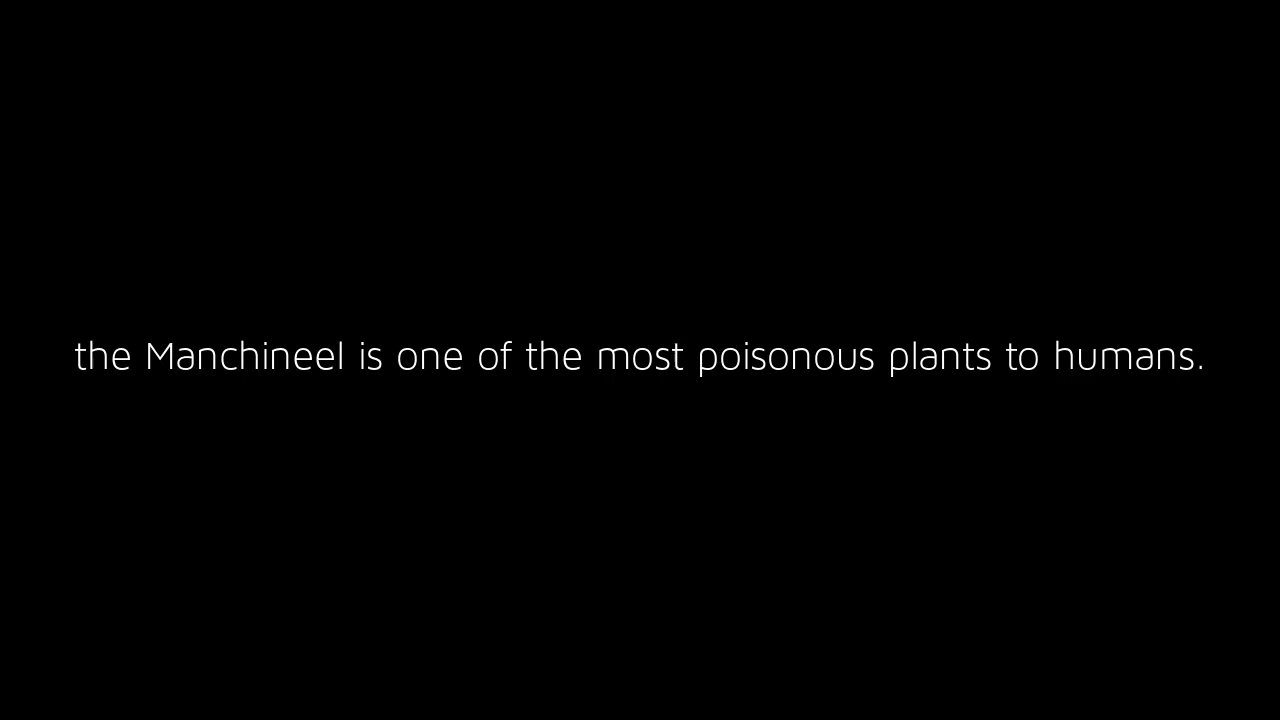 the Manchineel is one of the most poisonous plants to humans.